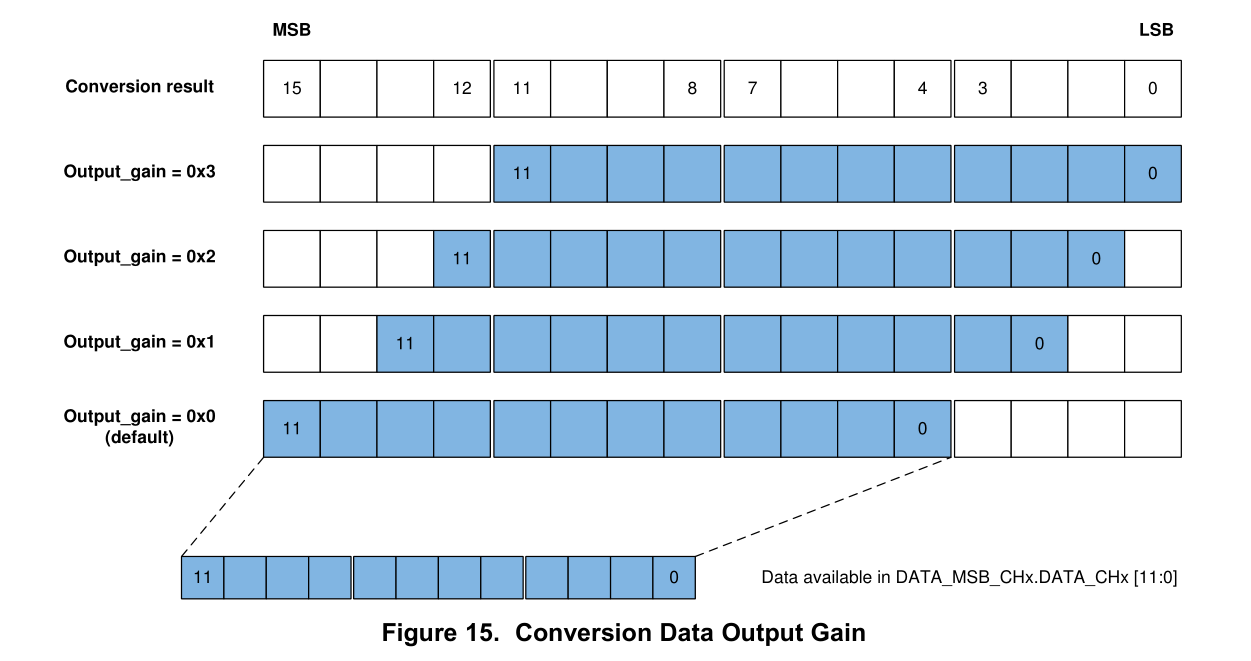 MSB LSB
Conversion result 15 12 11 8 7 4 3 0
Output_gain = 0x3 11 0
Output_gain = 0x2 11 0
Output_gain = 0x1 11 0
Output_gain = 0x0
(default) 11 0
11 0 Data available in DATA_MSB_CHx.DATA_CHx [11:0]
Figure 15. Conversion Data Output Gain